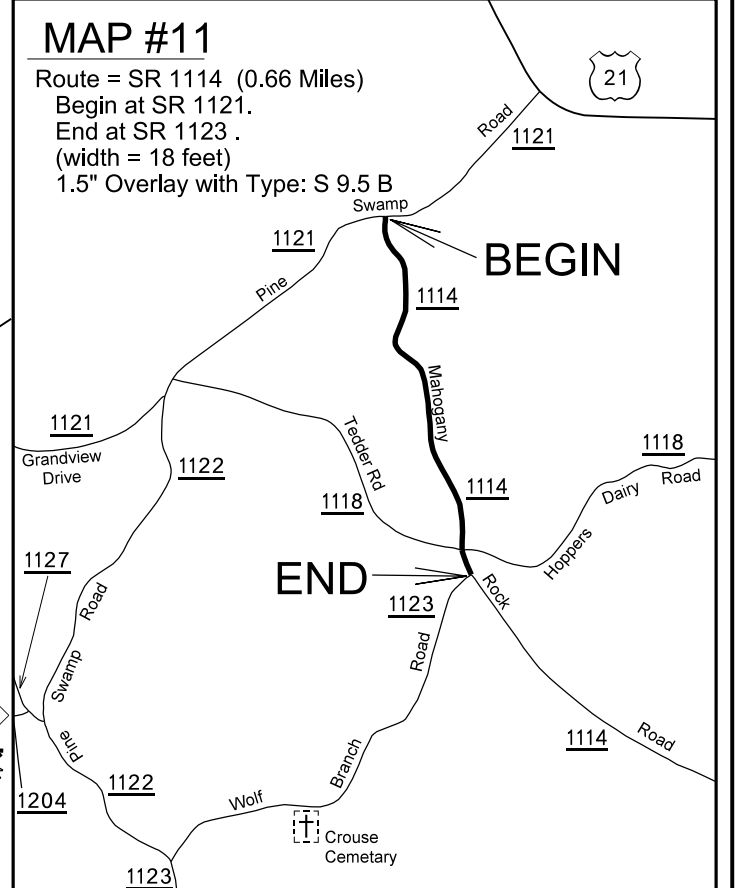 MAP #11
Route = SR 1114 (0.66 Miles)
Begin at SR 1121.
End at SR 1123 .
(width = 18 feet)
1.5" Overlay with Type: S 9.5 B
21
Road
1121
Swamp
1121
BEGIN
Pine
1114
Mahogany
1121
Grandview
Drive
1122
Tedder Rd
1118
1114
1118
Hoppers Dairy Road
1127
END
1123
Rock
Road
Road
Swamp
Pine
1114
Road
1122
1204
Wolf
Branch
Crouse
Cemetary
1123